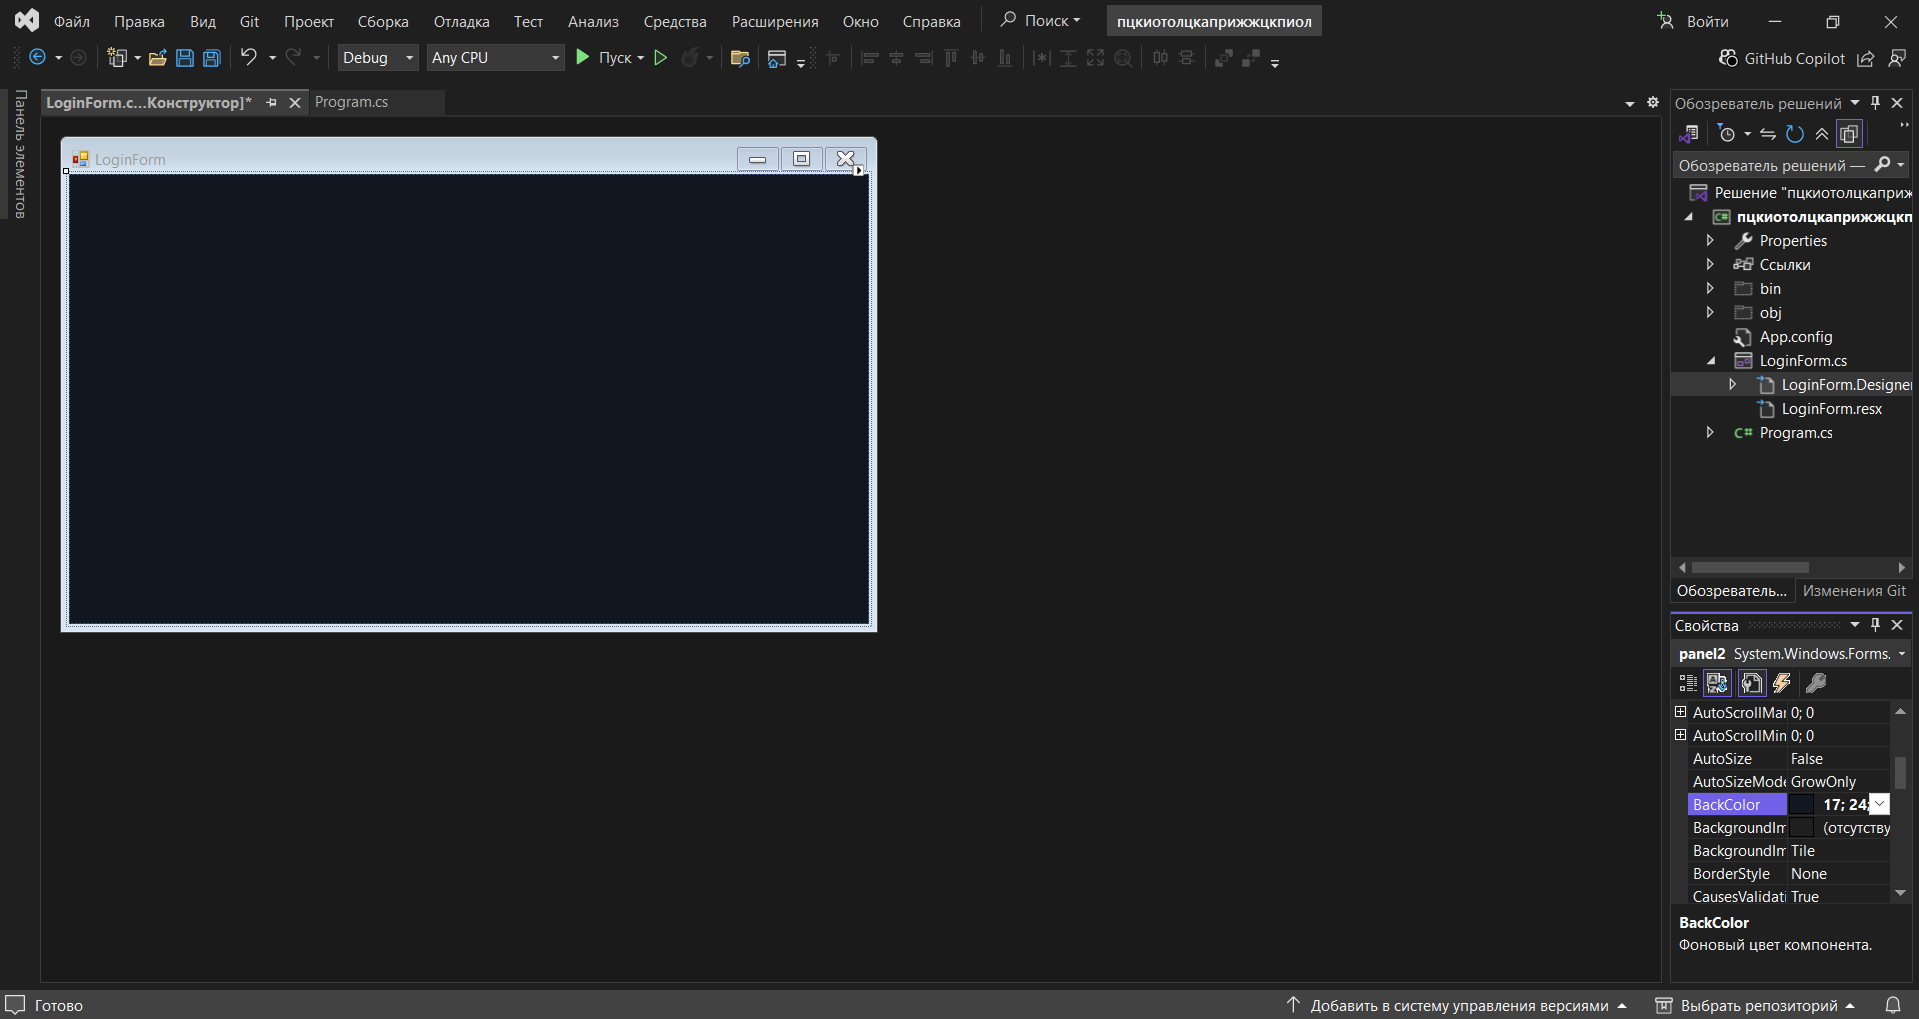 Файл Правка Вид Git Проект Сборка Отладка Тест Анализ Средства Расширения Окно Справка Поиск пцкиотолцкаприжжцкпиол Войти
Debug Any CPU Пуск GitHub Copilot
Панель элементов
LoginForm.c...Конструктор]* Program.cs
LoginForm
Обозреватель решений
Обозреватель решений —
Решение "пцкиотолцкаприж
пцкиотолцкаприжжцкп
Properties
Ссылки
bin
obj
App.config
LoginForm.cs
LoginForm.Designe
LoginForm.resx
C# Program.cs
Обозреватель... Изменения Git
Свойства
panel2 System.Windows.Forms.
AutoScrollMar 0; 0
AutoScrollMin 0; 0
AutoSize False
AutoSizeMode GrowOnly
BackColor 17; 24;
BackgroundIm (отсутству
BackgroundIm Tile
BorderStyle None
CausesValidati True
BackColor
Фоновый цвет компонента.
Готово Добавить в систему управления версиями Выбрать репозиторий